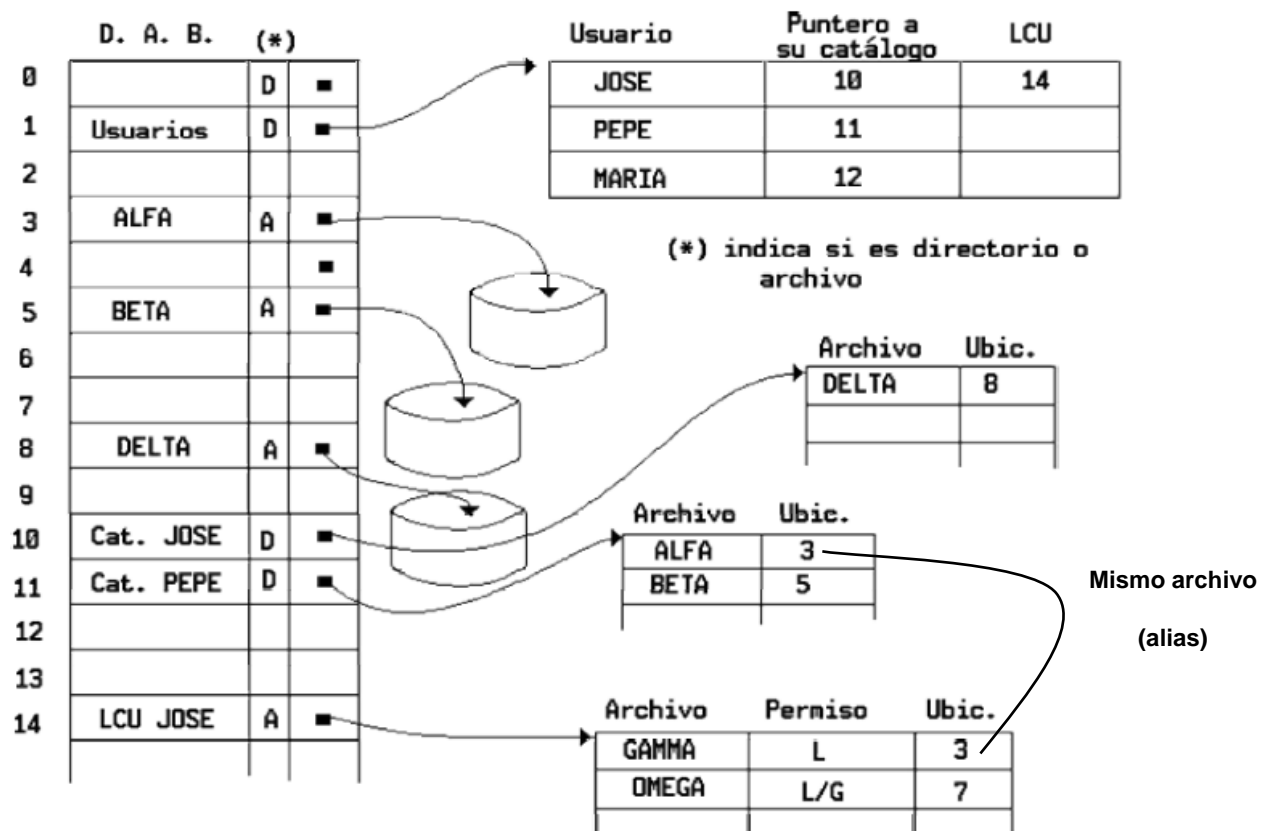 D. A. B. (*)
0 D
1 Usuarios D
2
3 ALFA A
4
5 BETA A
6
7
8 DELTA A
9
10 Cat. JOSE D
11 Cat. PEPE D
12
13
14 LCU JOSE A
Usuario Puntero a su catálogo LCU
JOSE 10 14
PEPE 11
MARIA 12
(*) indica si es directorio o
archivo
Archivo Ubic.
DELTA 8
Archivo Ubic.
ALFA 3
BETA 5
Mismo archivo
(alias)
Archivo Permiso Ubic.
GAMMA L 3
OMEGA L/G 7